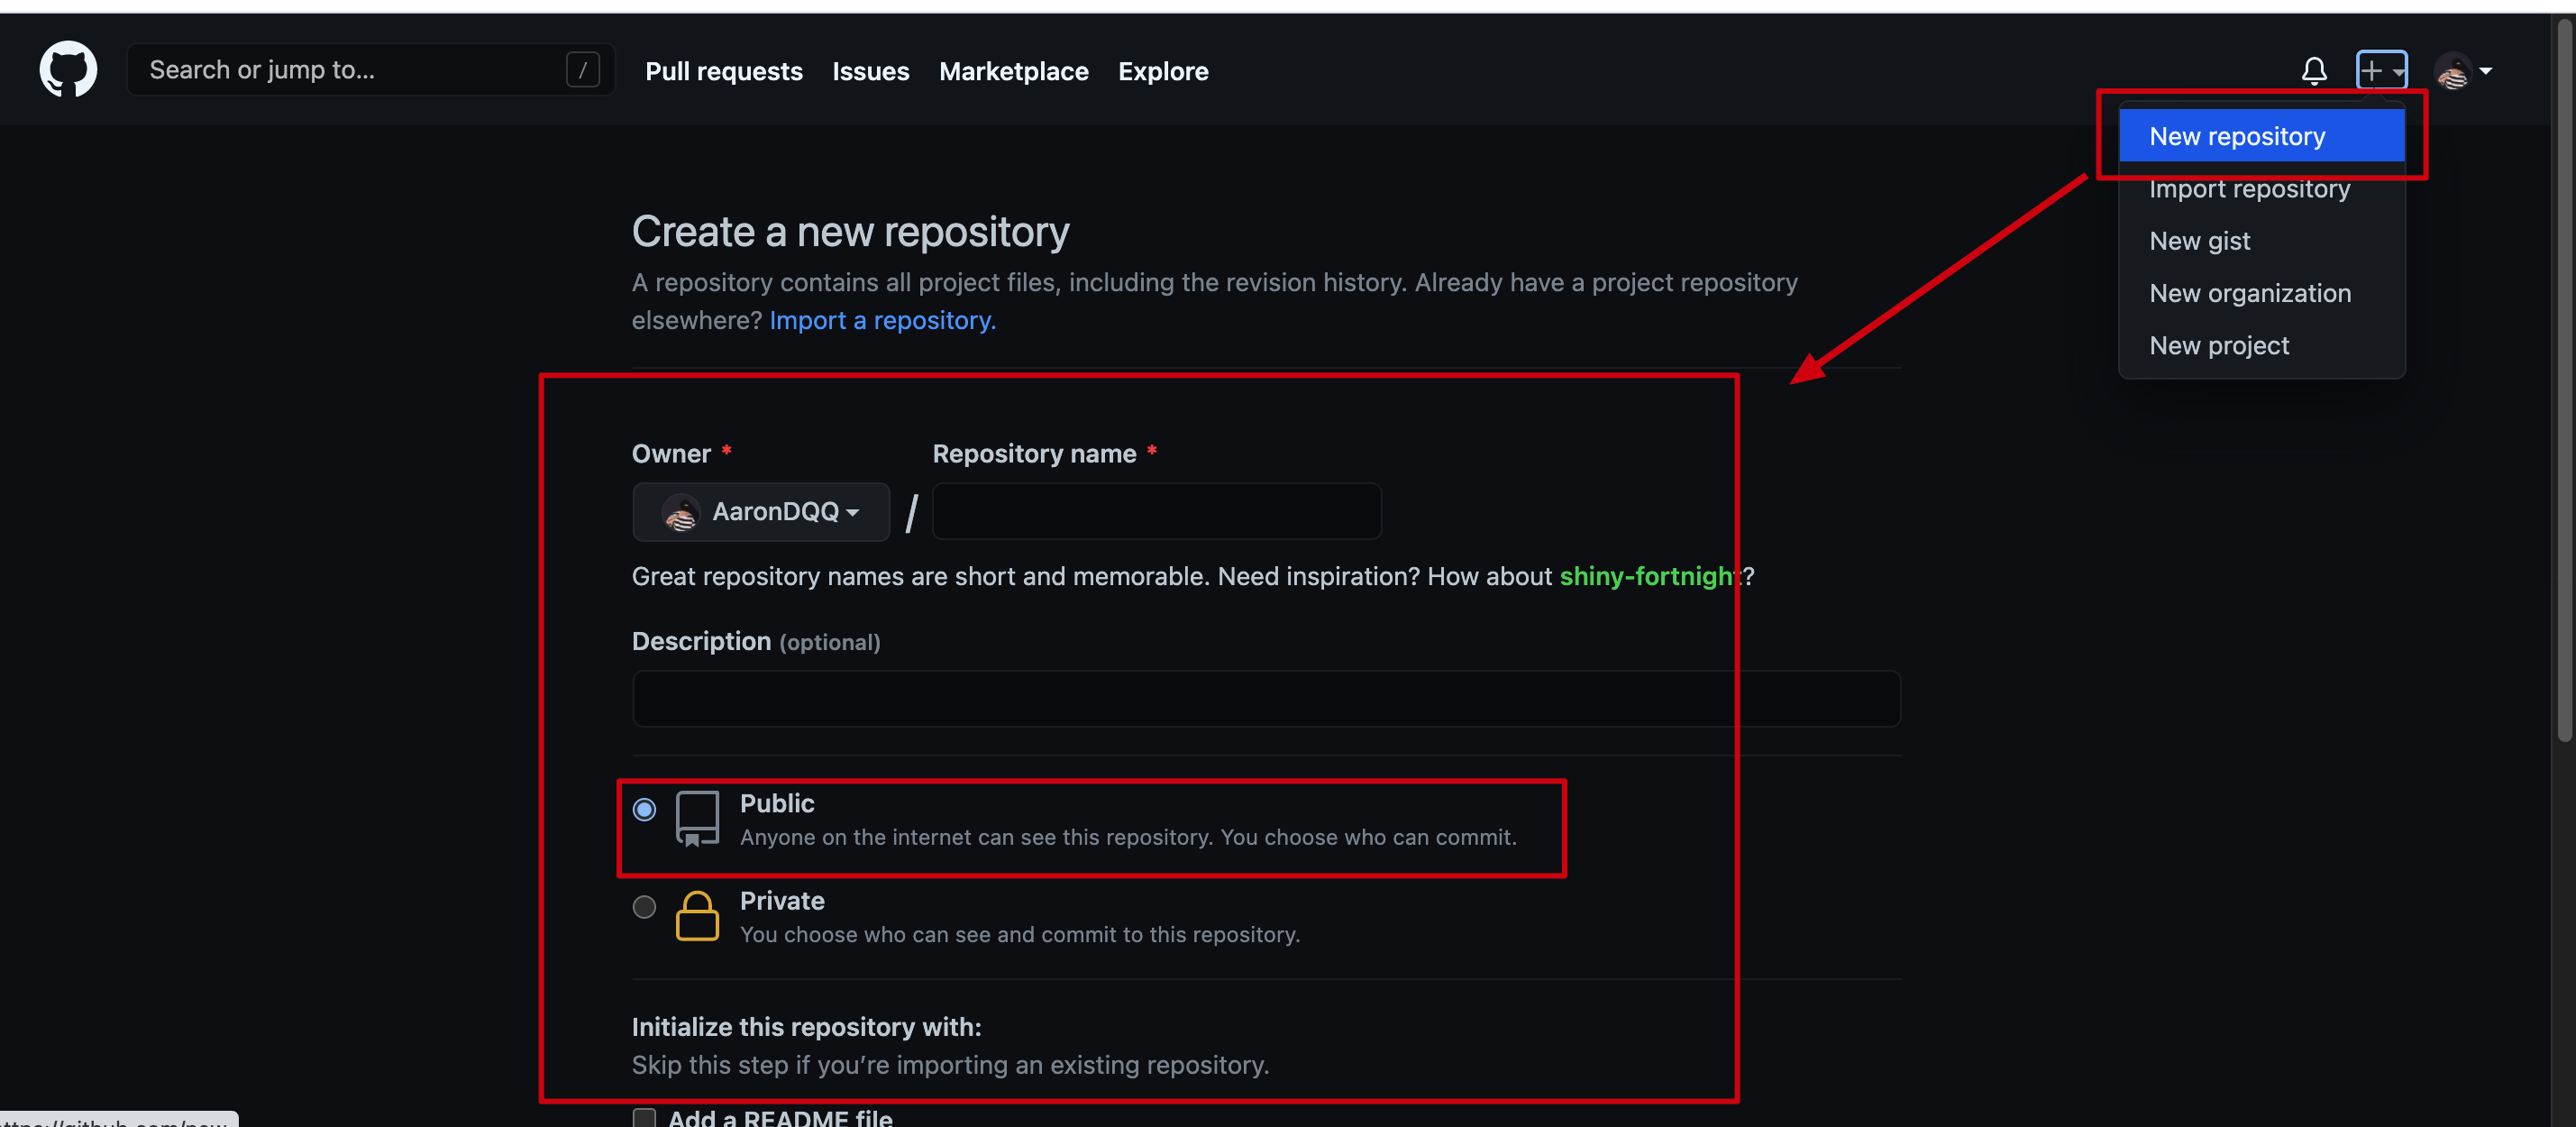 Search or jump to... /
Pull requests Issues Marketplace Explore
New repository
Import repository
New gist
New organization
New project
Create a new repository
A repository contains all project files, including the revision history. Already have a project repository
elsewhere? Import a repository.
Owner * Repository name *
AaronDQQ /
Great repository names are short and memorable. Need inspiration? How about shiny-fortnight?
Description (optional)
Public
Anyone on the internet can see this repository. You choose who can commit.
Private
You choose who can see and commit to this repository.
Initialize this repository with:
Skip this step if you’re importing an existing repository.
Add a README file
ttps://github.com/new